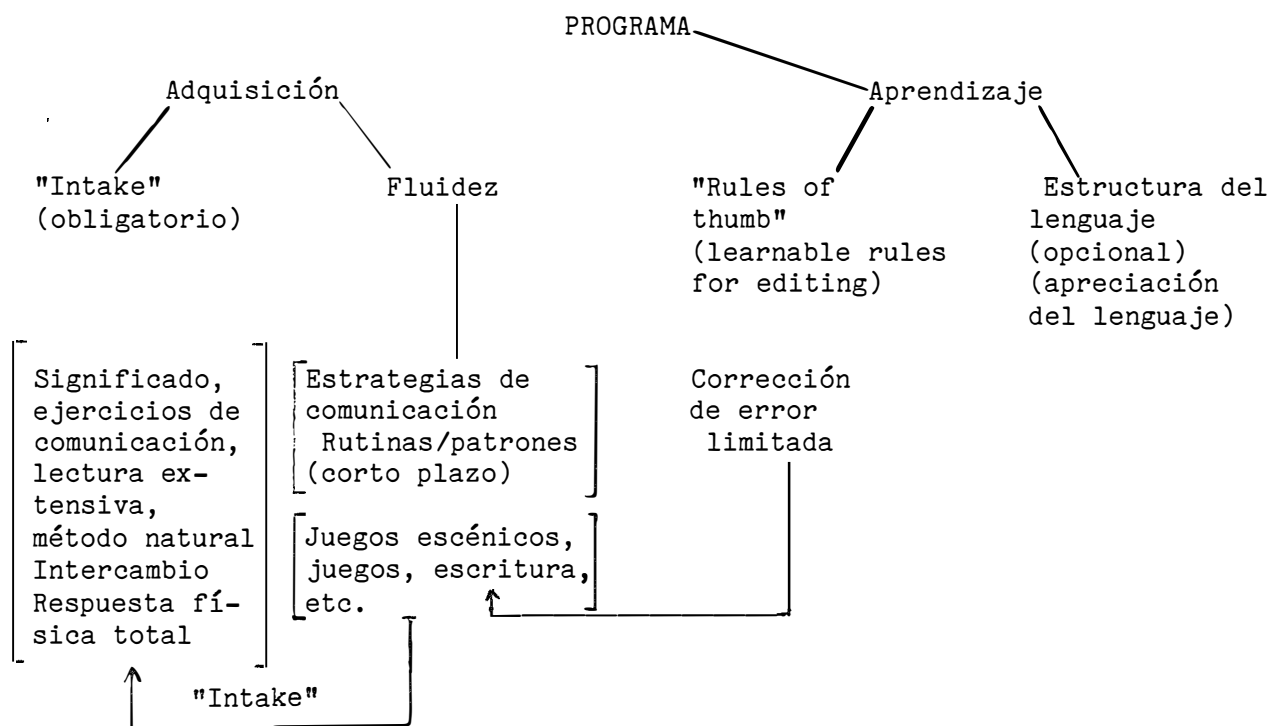 PROGRAMA
Adquisición
Aprendizaje
"Intake"
(obligatorio)
Fluidez
"Rules of
thumb"
(learnable rules
for editing)
Estructura del
lenguaje
(opcional)
(apreciación
del lenguaje)
Significado,
ejercicios de
comunicación,
lectura ex-
tensiva,
método natural
Intercambio
Respuesta fí-
sica total
Estrategias de
comunicación
Rutinas/patrones
(corto plazo)
Juegos escénicos,
juegos, escritura,
etc.
Corrección
de error
limitada
"Intake"